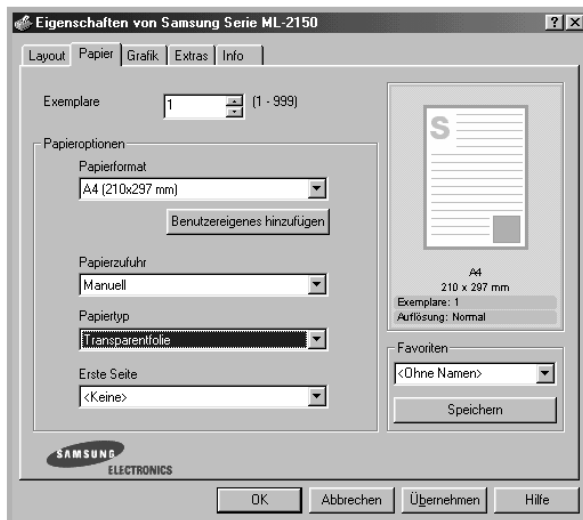 Eigenschaften von Samsung Serie ML-2150
Layout Papier Grafik Extras Info
Exemplare 1 (1 - 999)
Papieroptionen
Papierformat
A4 (210x297 mm)
Benutzereigenes hinzufügen
Papierzufuhr
Manuell
Papiertyp
Transparentfolie
Erste Seite
<Keine>
S
A4
210 x 297 mm
Exemplare: 1
Auflösung: Normal
Favoriten
<Ohne Namen>
Speichern
SAMSUNG
ELECTRONICS
OK Abbrechen Übernehmen Hilfe